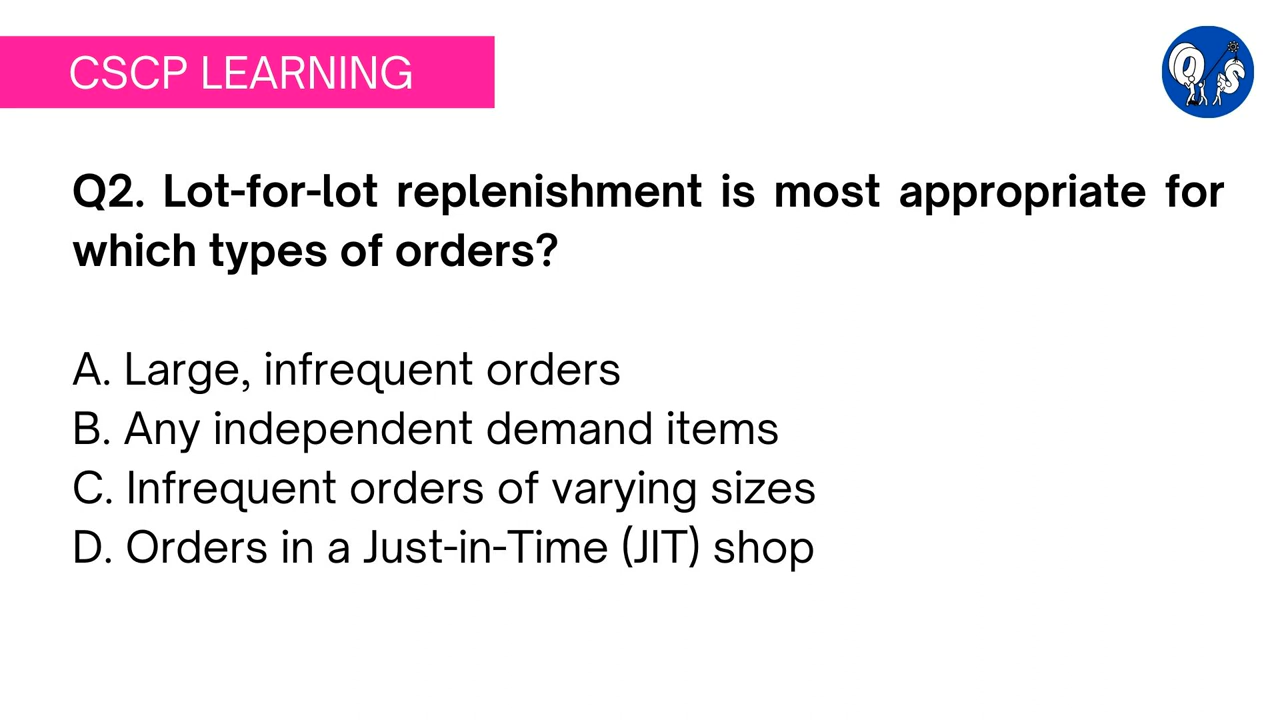 CSCP LEARNING
Q S
Q2. Lot-for-lot replenishment is most appropriate for
which types of orders?
A. Large, infrequent orders
B. Any independent demand items
C. Infrequent orders of varying sizes
D. Orders in a Just-in-Time (JIT) shop